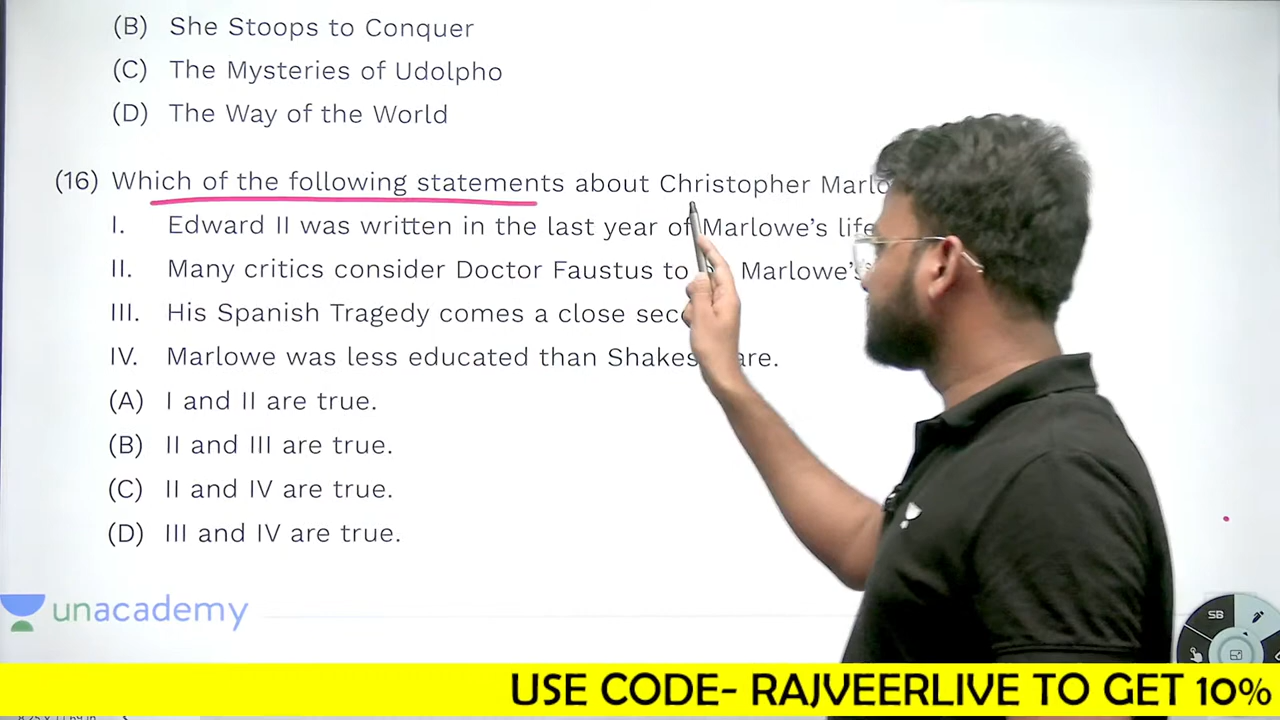 (B) She Stoops to Conquer
(C) The Mysteries of Udolpho
(D) The Way of the World
(16) Which of the following statements about Christopher
I. Edward II was written in the last year of Marlowe's life
II. Many critics consider Doctor Faustus to Marlowe's
III. His Spanish Tragedy comes a close
IV. Marlowe was less educated than
(A) I and II are true.
(B) II and III are true.
(C) II and IV are true.
(D) III and IV are true.
SB
unacademy
USE CODE- RAJVEERLIVE TO GET 10%